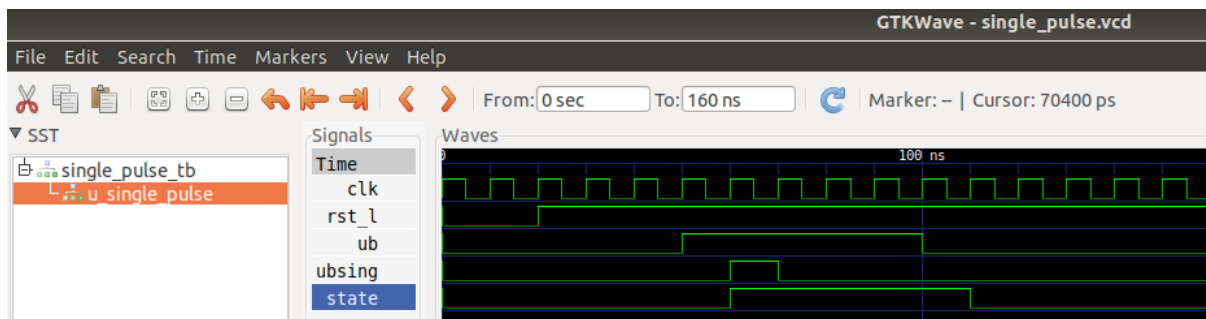 GTKWave - single_pulse.vcd
File Edit Search Time Markers View Help
From: 0 sec To: 160 ns Marker: -- | Cursor: 70400 ps
SST
Signals
Waves
single_pulse_tb
u_single_pulse
Time
clk
rst_l
ub
ubsing
state
0
100 ns